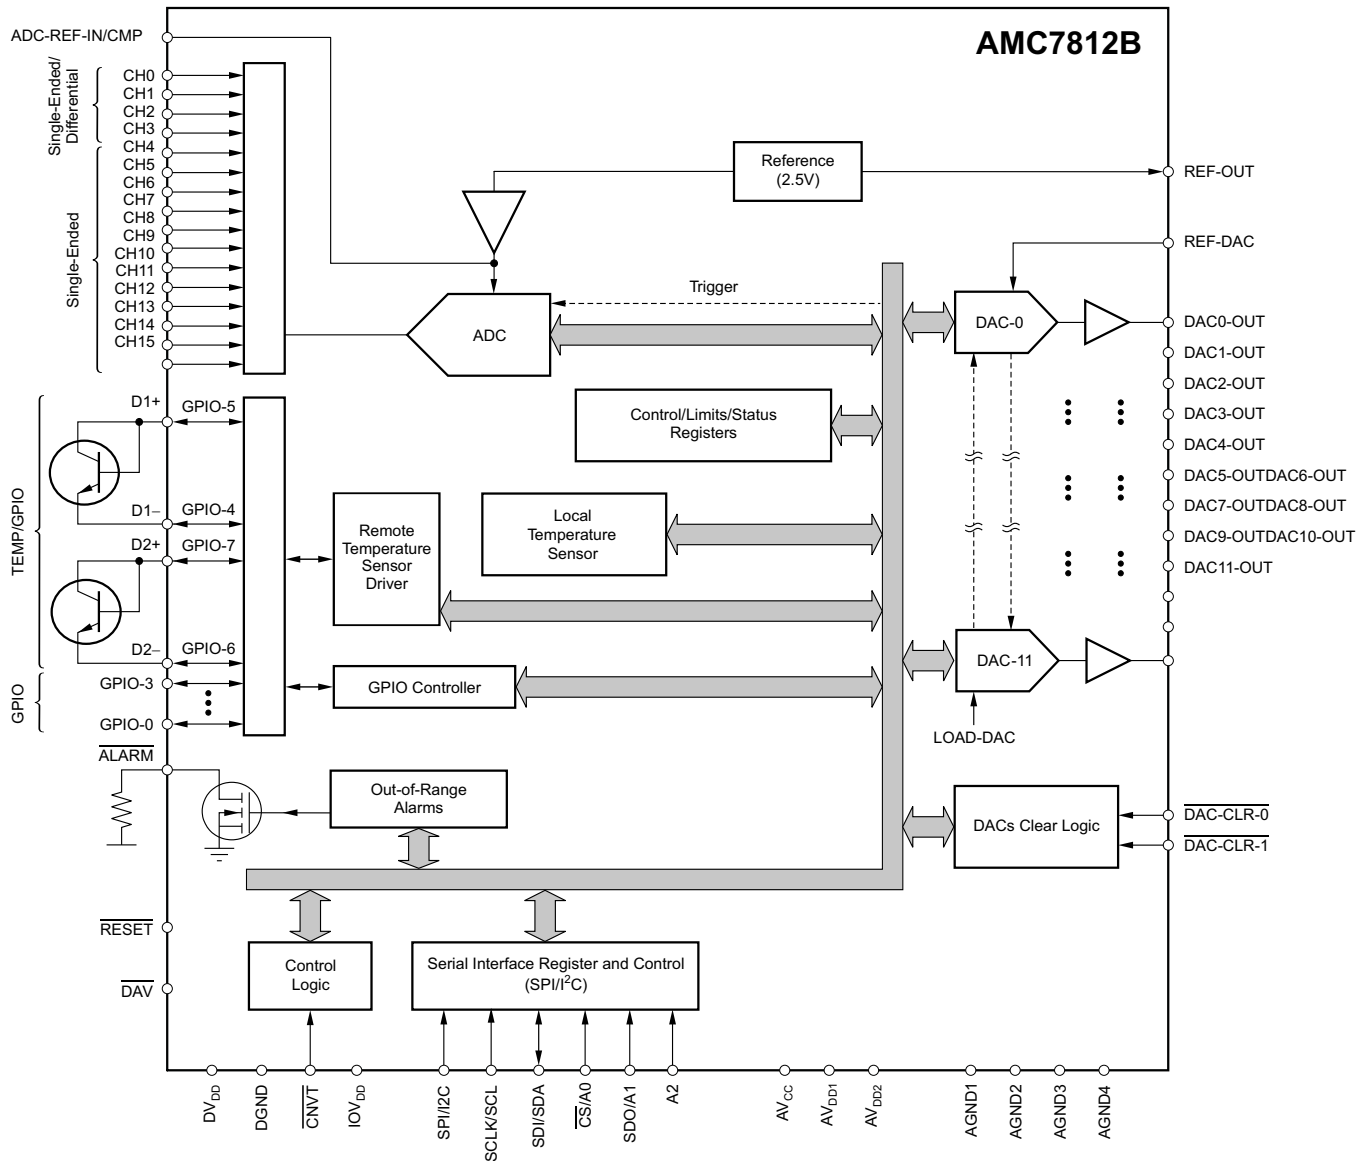 AMC7812B
ADC-REF-IN/CMP
Single-Ended/
Differential
CH0
CH1
CH2
CH3
Single-Ended
CH4
CH5
CH6
CH7
CH8
CH9
CH10
CH11
CH12
CH13
CH14
CH15
Reference
(2.5V)
REF-OUT
REF-DAC
Trigger
ADC
DAC-0
DAC0-OUT
DAC1-OUT
DAC2-OUT
DAC3-OUT
DAC4-OUT
DAC5-OUTDAC6-OUT
DAC7-OUTDAC8-OUT
DAC9-OUTDAC10-OUT
DAC11-OUT
Control/Limits/Status
Registers
TEMP/GPIO
D1+
GPIO-5
D1–
GPIO-4
D2+
GPIO-7
D2–
GPIO-6
Remote
Temperature
Sensor
Driver
Local
Temperature
Sensor
DAC-11
LOAD-DAC
GPIO
GPIO-3
GPIO-0
GPIO Controller
ALARM
Out-of-Range
Alarms
DACs Clear Logic
DAC-CLR-0
DAC-CLR-1
RESET
DAV
Control
Logic
Serial Interface Register and Control
(SPI/I²C)
DVDD
DGND
CNVT
IOVDD
SPI/I2C
SCLK/SCL
SDI/SDA
CS/A0
SDO/A1
A2
AVCC
AVDD1
AVDD2
AGND1
AGND2
AGND3
AGND4